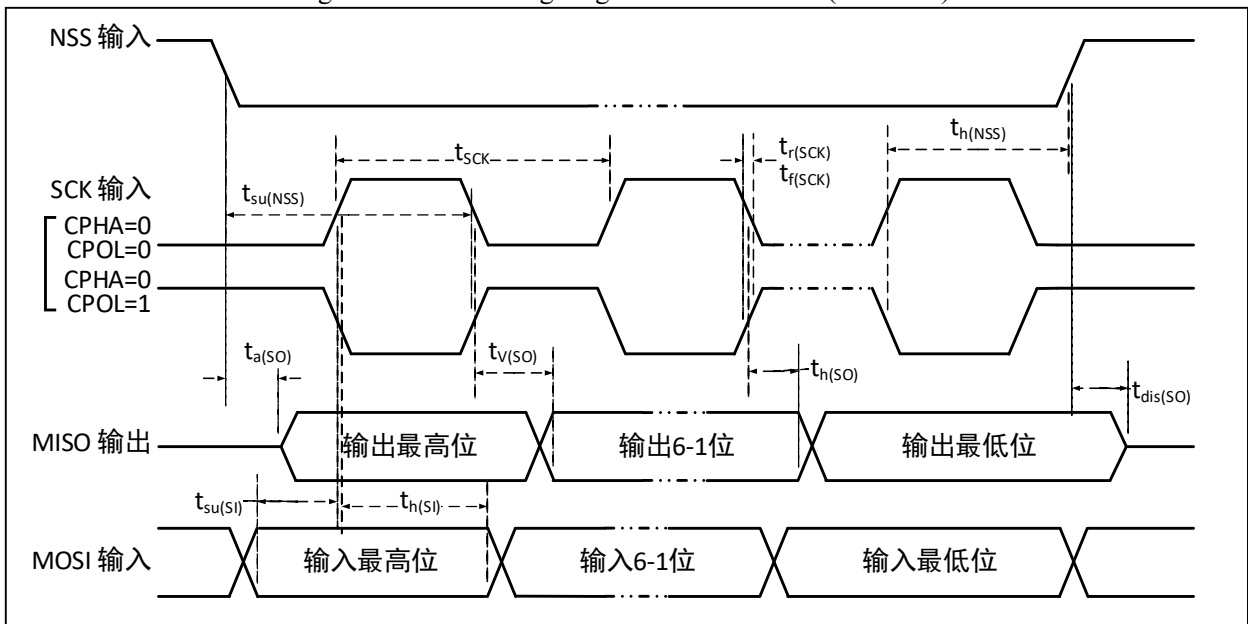 NSS 输入
t_h(NSS)
t_SCK
t_r(SCK)
t_f(SCK)
SCK 输入
t_su(NSS)
CPHA=0
CPOL=0
CPHA=0
CPOL=1
t_a(SO)
t_V(SO)
t_h(SO)
t_dis(SO)
MISO 输出
输出最高位
输出6-1位
输出最低位
t_su(SI)
t_h(SI)
MOSI 输入
输入最高位
输入6-1位
输入最低位